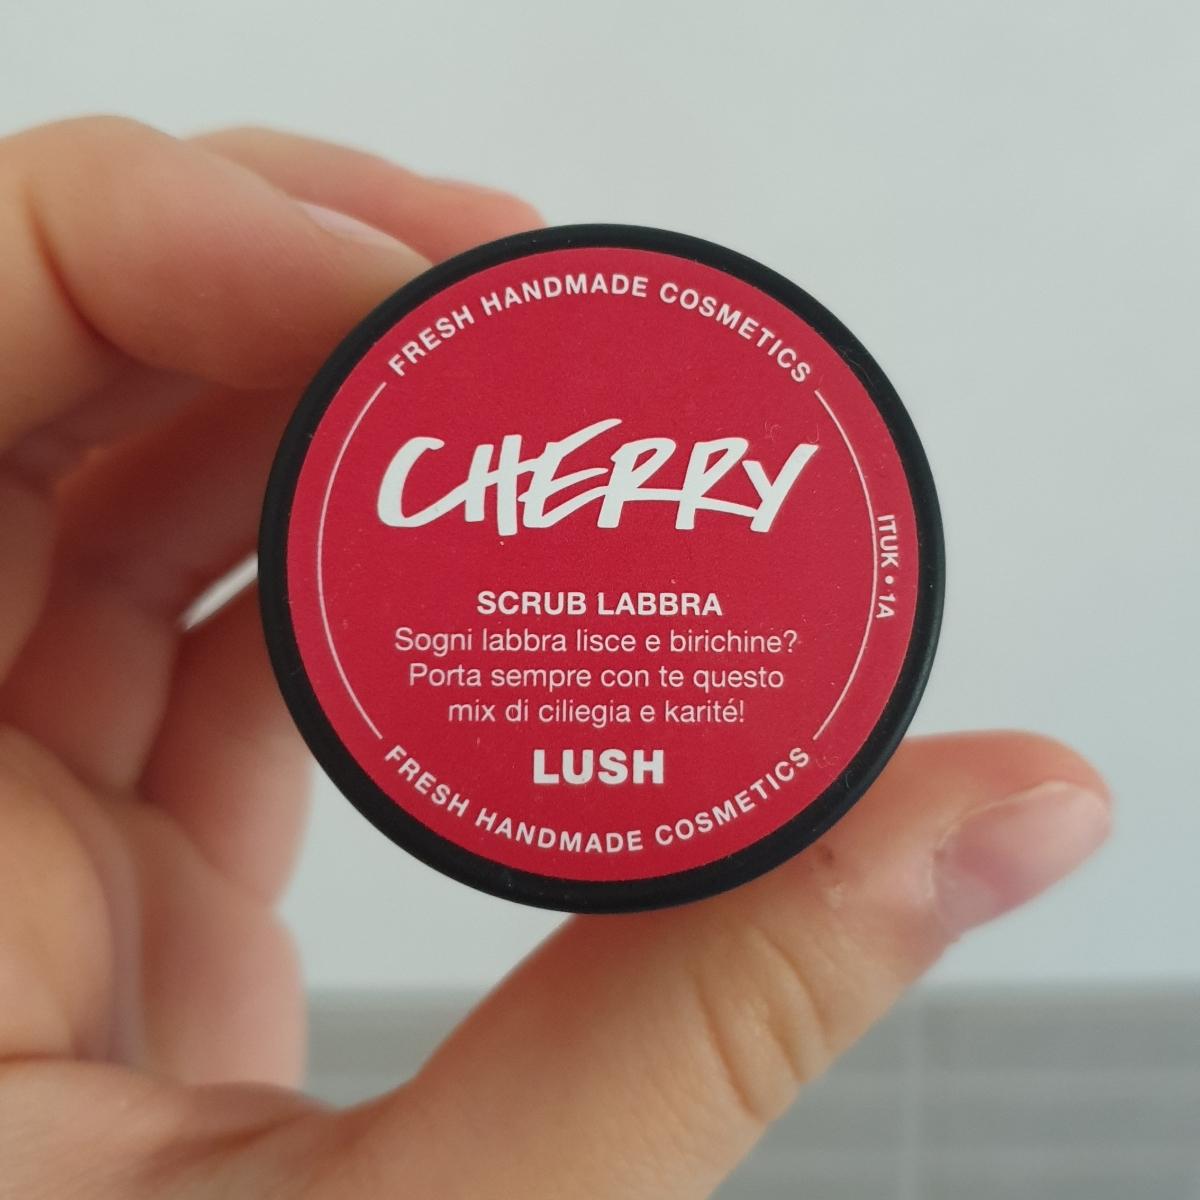 FRESH HANDMADE COSMETICS
CHERRY
ITUK • 1A
SCRUB LABBRA
Sogni labbra lisce e birichine?
Porta sempre con te questo
mix di ciliegia e karité!
LUSH
FRESH HANDMADE COSMETICS